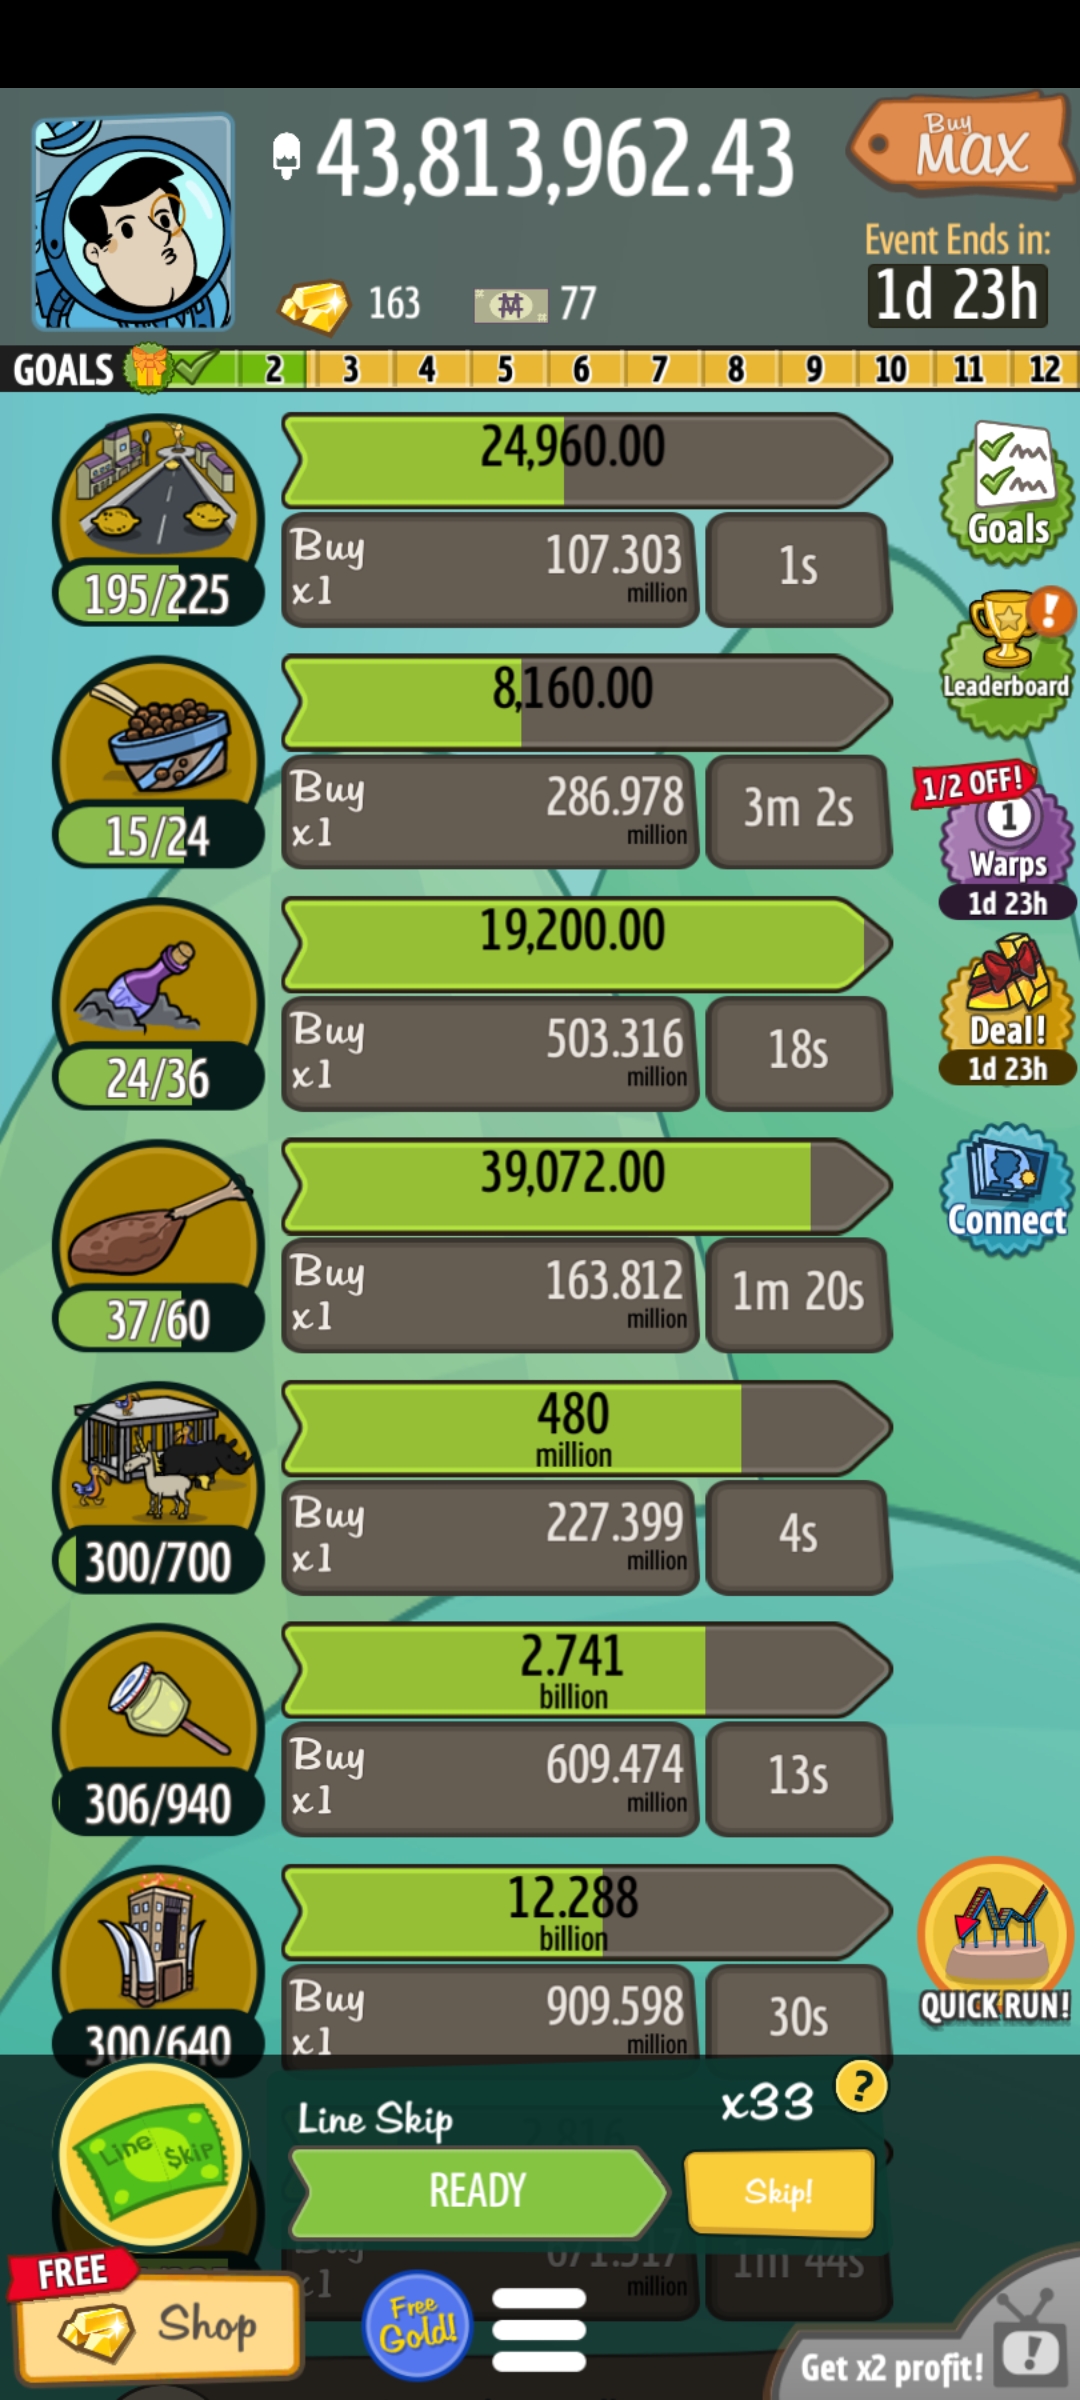 43,813,962.43
Buy
MAX
Event Ends in:
1d 23h
163
77
GOALS 2 3 4 5 6 7 8 9 10 11 12
24,960.00
Buy
x1
107.303
million
1s
195/225
Goals
8,160.00
Buy
x1
286.978
million
3m 2s
15/24
!
Leaderboard
1/2 OFF!
1
Warps
1d 23h
19,200.00
Buy
x1
503.316
million
18s
24/36
Deal!
1d 23h
39,072.00
Buy
x1
163.812
million
1m 20s
37/60
Connect
480
million
Buy
x1
227.399
million
4s
300/700
2.741
billion
Buy
x1
609.474
million
13s
306/940
12.288
billion
Buy
x1
909.598
million
30s
300/640
QUICK RUN!
Line Skip
x33
?
Line $kip
READY
Skip!
2.816
Buy
x1
671.517
million
1m 44s
FREE
Shop
Free
Gold!
Get x2 profit!
!